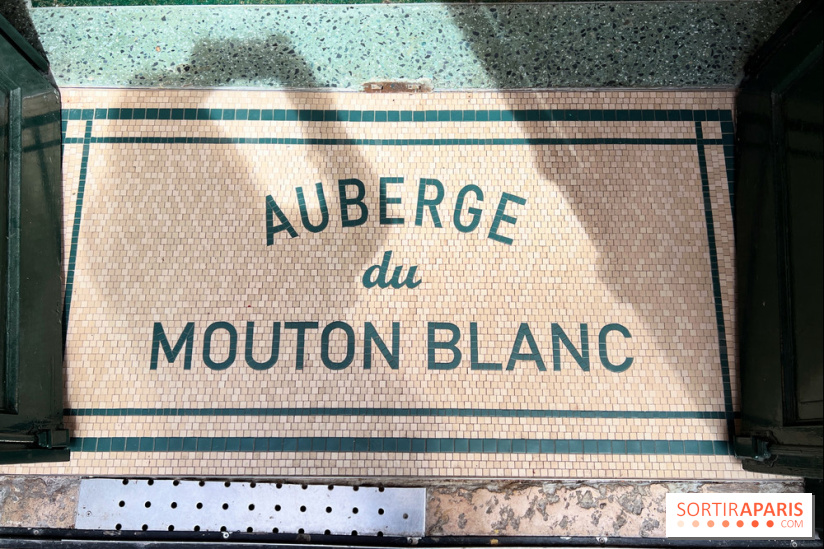 AUBERGE
du
MOUTON BLANC
SORTIRAPARIS
.COM